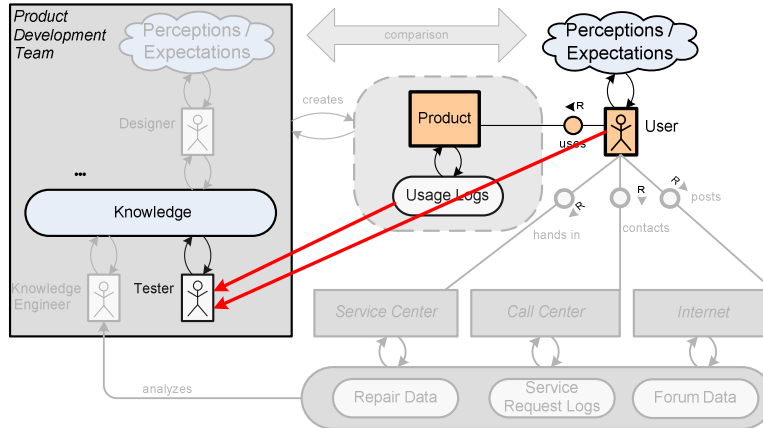 Product
Development
Team
Perceptions /
Expectations
comparison
Perceptions /
Expectations
Designer
creates
Product
R
uses
User
...
Knowledge
Usage Logs
R
hands in
R
contacts
R
posts
Knowledge
Engineer
Tester
Service Center
Call Center
Internet
analyzes
Repair Data
Service
Request Logs
Forum Data